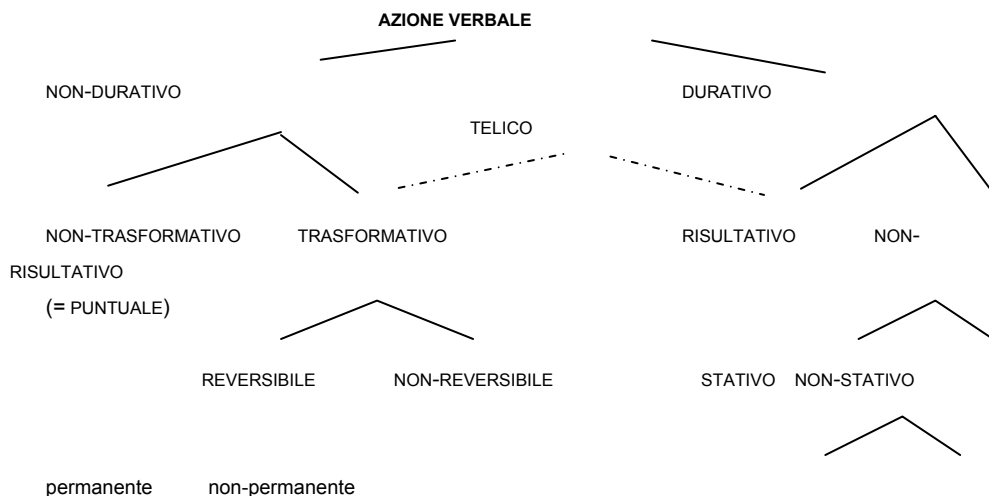 AZIONE VERBALE
NON-DURATIVO DURATIVO
TELICO
NON-TRASFORMATIVO TRASFORMATIVO RISULTATIVO NON-
RISULTATIVO
(= PUNTUALE)
REVERSIBILE NON-REVERSIBILE STATIVO NON-STATIVO
permanente non-permanente